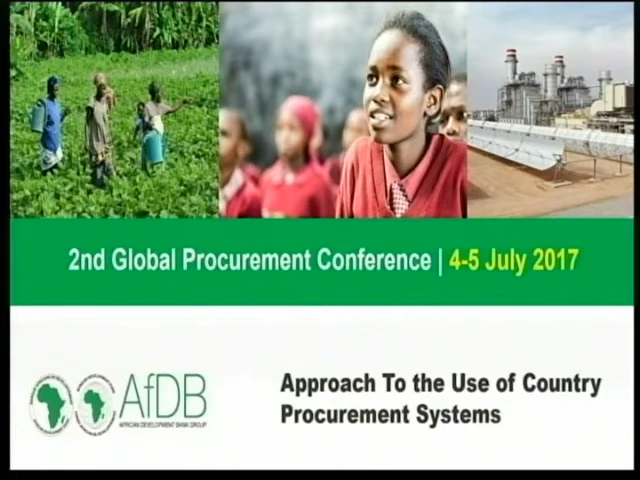 2nd Global Procurement Conference | 4-5 July 2017
AfDB
AFRICAN DEVELOPMENT BANK GROUP
Approach To the Use of Country
Procurement Systems